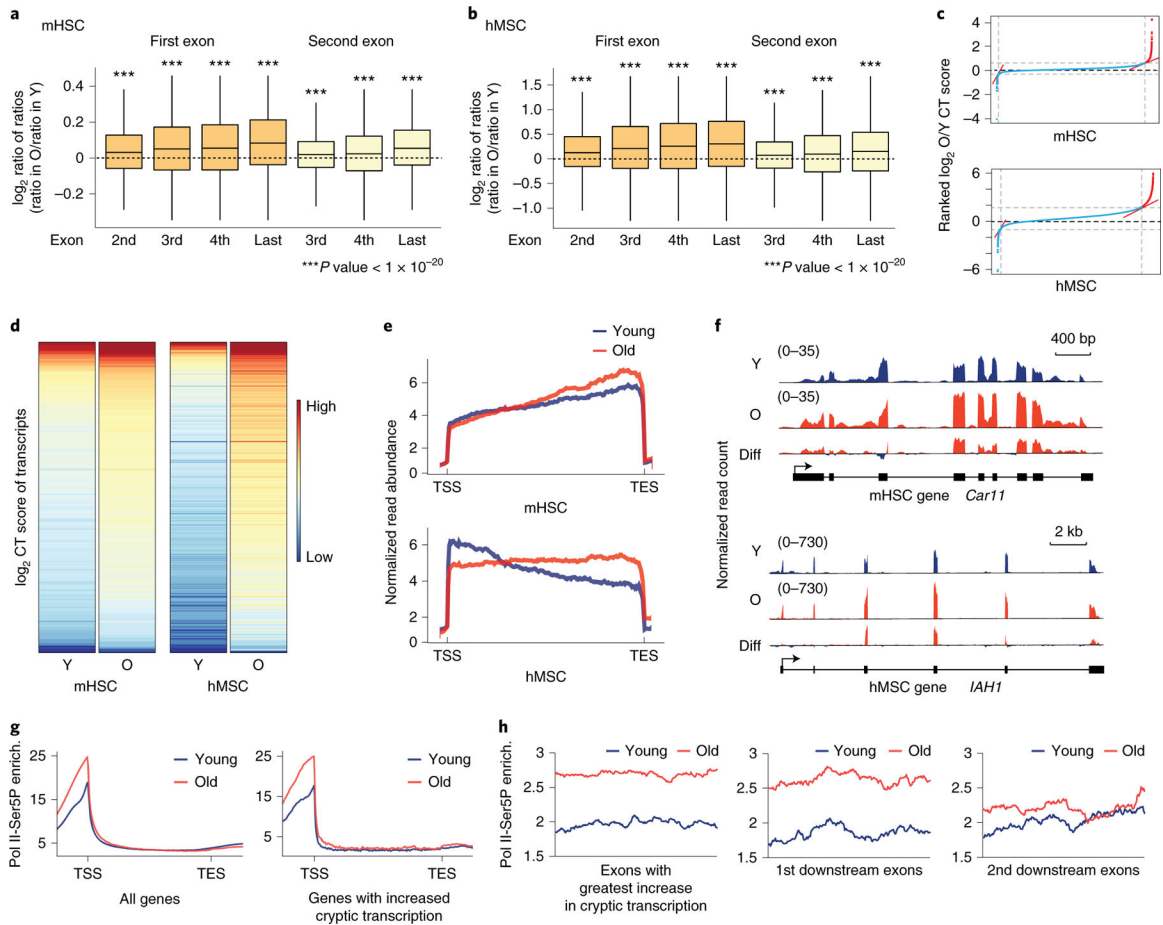 a
mHSC
First exon
Second exon
*** *** *** *** *** *** ***
log₂ ratio of ratios
(ratio in O/ratio in Y)
0.4
0.2
0
−0.2
Exon 2nd 3rd 4th Last 3rd 4th Last
***P value < 1 × 10⁻²⁰
b
hMSC
First exon
Second exon
*** *** *** *** *** *** ***
log₂ ratio of ratios
(ratio in O/ratio in Y)
1.5
1.0
0.5
0
−0.5
−1.0
Exon 2nd 3rd 4th Last 3rd 4th Last
***P value < 1 × 10⁻²⁰
c
Ranked log₂ O/Y CT score
4
2
0
−2
−4
mHSC
6
2
0
−2
−6
hMSC
d
log₂ CT score of transcripts
High
Low
Y O Y O
mHSC hMSC
e
Young
Old
Normalized read abundance
6
4
2
0
TSS TES
mHSC
6
4
2
0
TSS TES
hMSC
f
Normalized read count
400 bp
(0–35)
Y
(0–35)
O
Diff
mHSC gene Car11
2 kb
(0–730)
Y
(0–730)
O
Diff
hMSC gene IAH1
g
Pol II-Ser5P enrich.
25
15
5
Young
Old
TSS TES
All genes
25
15
5
Young
Old
TSS TES
Genes with increased
cryptic transcription
h
Pol II-Ser5P enrich.
Young Old
3
2.5
2
1.5
Exons with
greatest increase
in cryptic transcription
Young Old
3
2.5
2
1.5
1st downstream exons
Young Old
3
2.5
2
1.5
2nd downstream exons